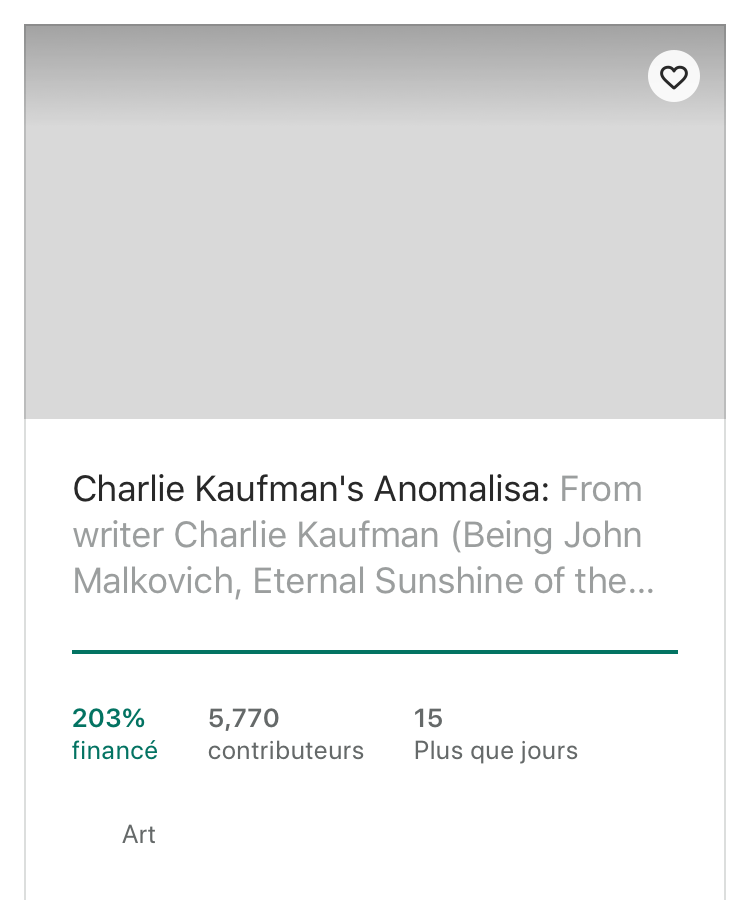 Charlie Kaufman's Anomalisa: From
writer Charlie Kaufman (Being John
Malkovich, Eternal Sunshine of the...
203% 5,770 15
financé contributeurs Plus que jours
Art